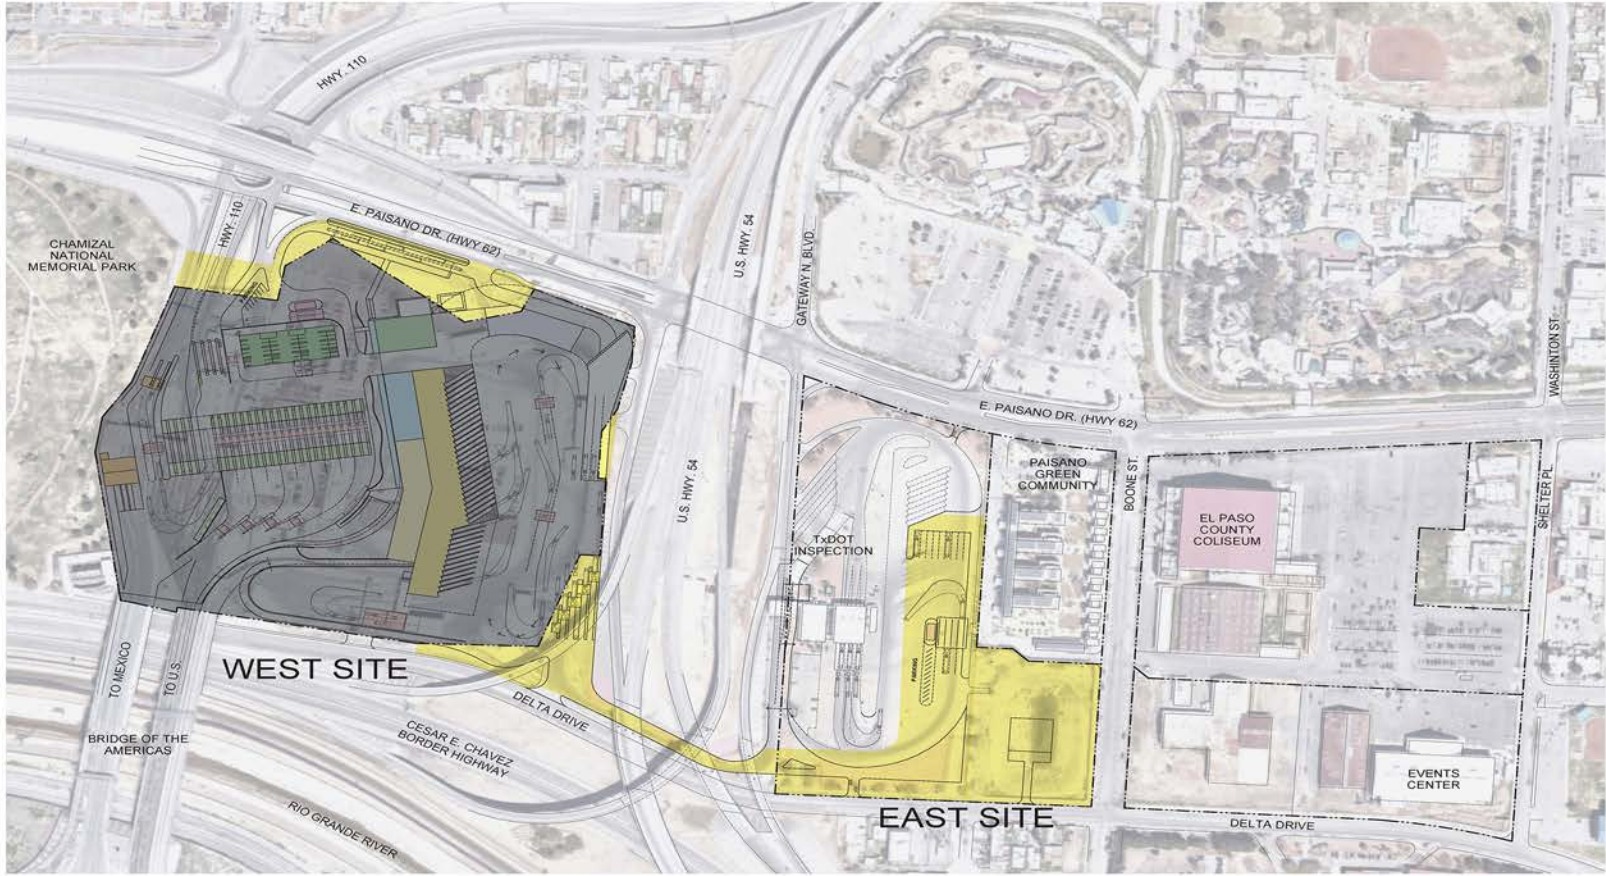 HWY. 110
HWY. 110
E. PAISANO DR. (HWY 62)
CHAMIZAL
NATIONAL
MEMORIAL PARK
U.S. HWY. 54
GATEWAY N. BLVD.
WASHINTON ST.
E. PAISANO DR. (HWY 62)
U.S. HWY. 54
PAISANO
GREEN
COMMUNITY
BOONE ST.
SHELTER PL.
EL PASO
COUNTY
COLISEUM
TxDOT
INSPECTION
PARKING
WEST SITE
TO MEXICO
TO U.S.
DELTA DRIVE
BRIDGE OF THE
AMERICAS
CESAR E. CHAVEZ
BORDER HIGHWAY
RIO GRANDE RIVER
EAST SITE
EVENTS
CENTER
DELTA DRIVE